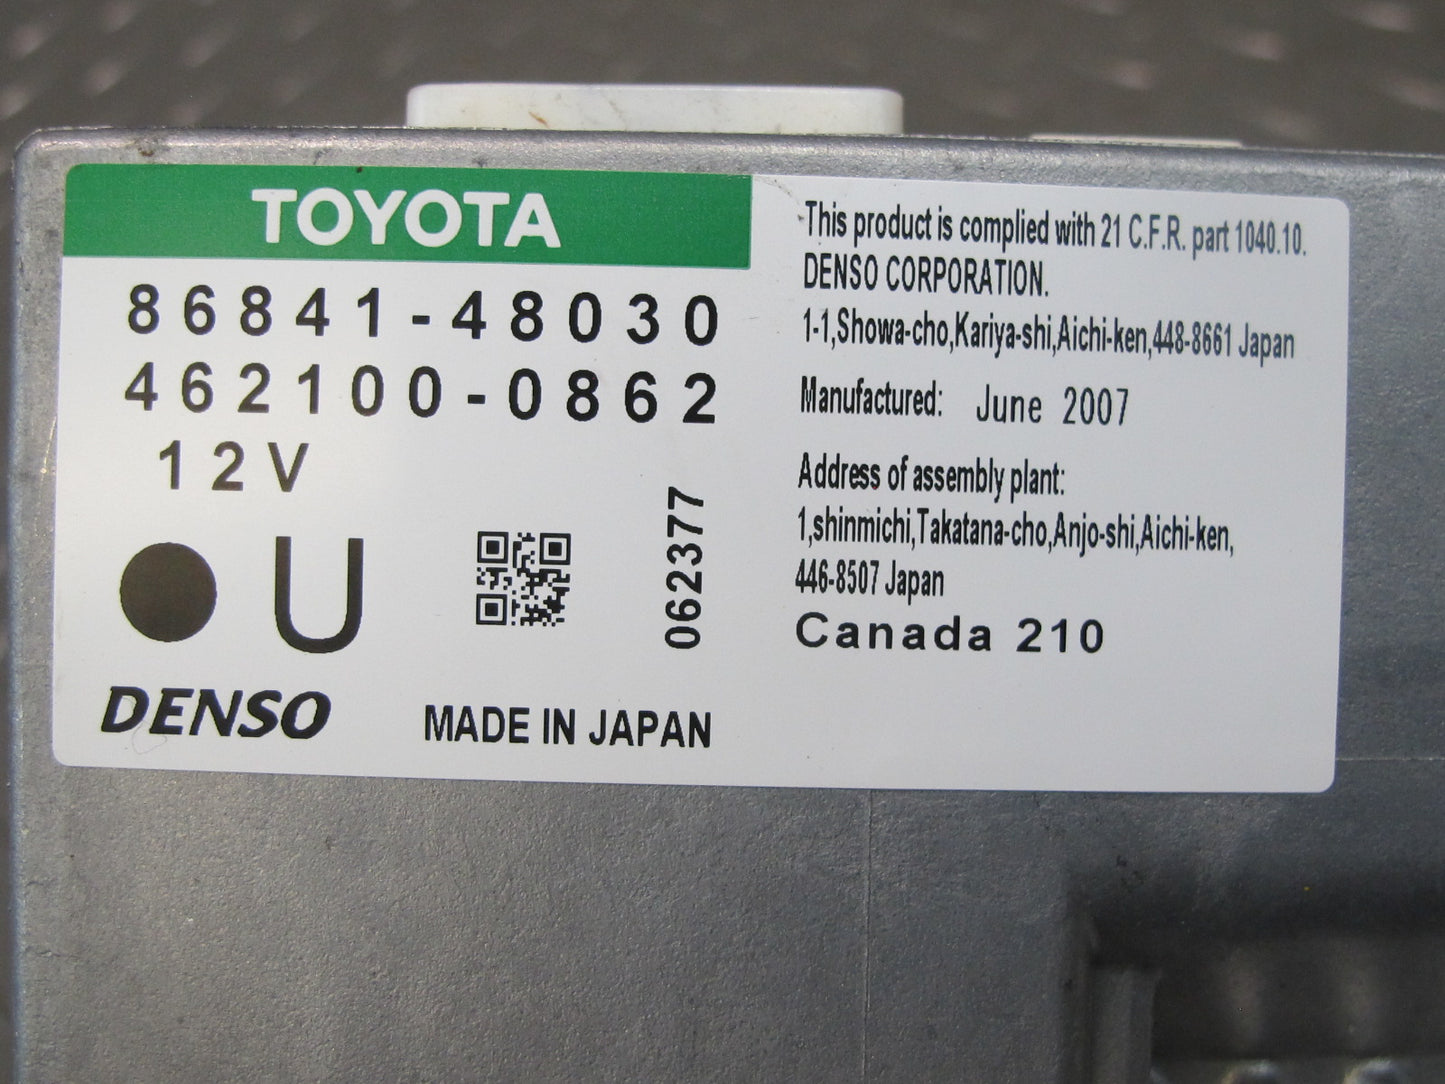 TOYOTA
86841-48030
462100-0862
12V
U
062377
DENSO
MADE IN JAPAN
This product is complied with 21 C.F.R. part 1040.10.
DENSO CORPORATION.
1-1,Showa-cho,Kariya-shi,Aichi-ken,448-8661 Japan
Manufactured: June 2007
Address of assembly plant:
1,shinmichi,Takatana-cho,Anjo-shi,Aichi-ken,
446-8507 Japan
Canada 210